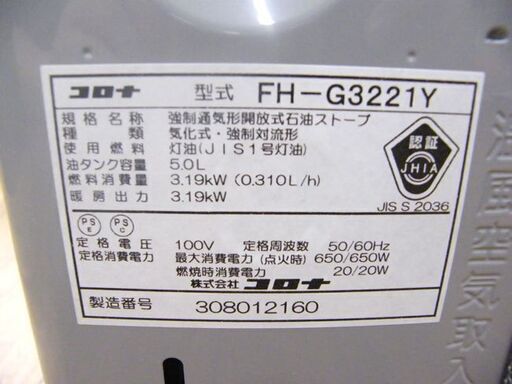 コロナ 型式 FH-G3221Y
規格名称 強制通気形開放式石油ストーブ
種類 気化式・強制対流形
使用燃料 灯油(JIS1号灯油)
油タンク容量 5.0L
燃料消費量 3.19kW (0.310L/h)
暖房出力 3.19kW
認証
JHIA
JIS S 2036
PS E PS C
定格電圧 100V 定格周波数 50/60Hz
定格消費電力 最大消費電力(点火時) 650/650W
燃焼時消費電力 20/20W
株式会社コロナ
製造番号 308012160
温風空気取入